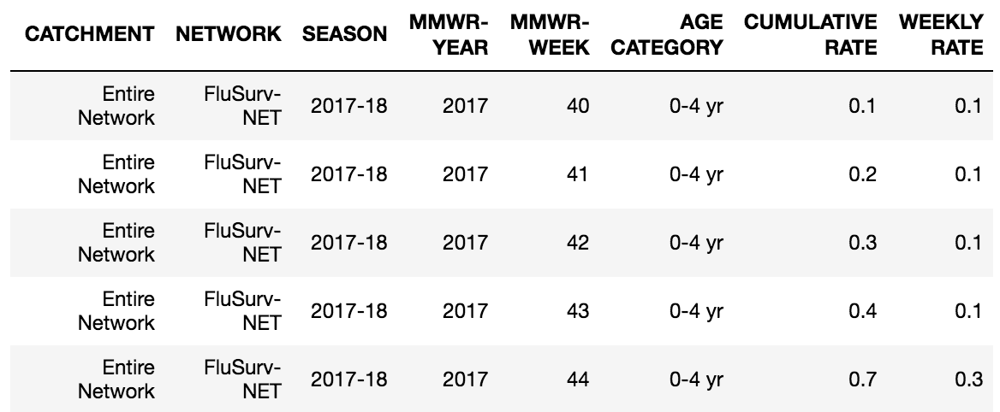 CATCHMENT NETWORK SEASON MMWR-YEAR MMWR-WEEK AGE CATEGORY CUMULATIVE RATE WEEKLY RATE
Entire Network FluSurv-NET 2017-18 2017 40 0-4 yr 0.1 0.1
Entire Network FluSurv-NET 2017-18 2017 41 0-4 yr 0.2 0.1
Entire Network FluSurv-NET 2017-18 2017 42 0-4 yr 0.3 0.1
Entire Network FluSurv-NET 2017-18 2017 43 0-4 yr 0.4 0.1
Entire Network FluSurv-NET 2017-18 2017 44 0-4 yr 0.7 0.3